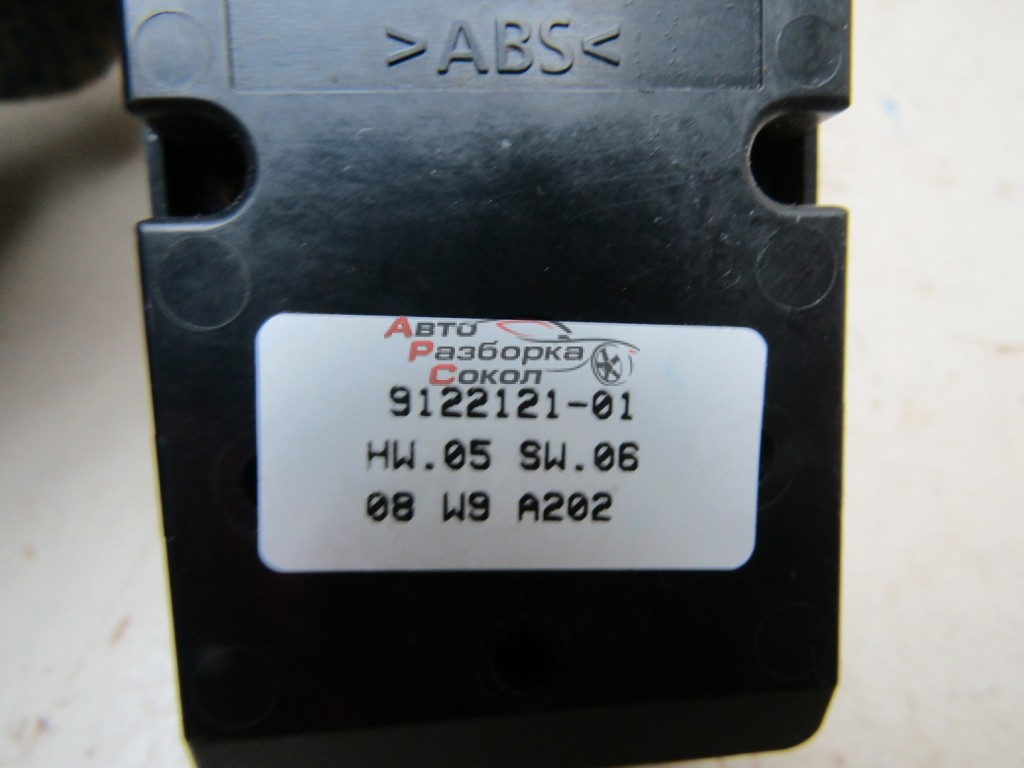 >ABS<
Авто
Разборка
Сокол
9122121-01
HW.05 SW.06
08 W9 A202